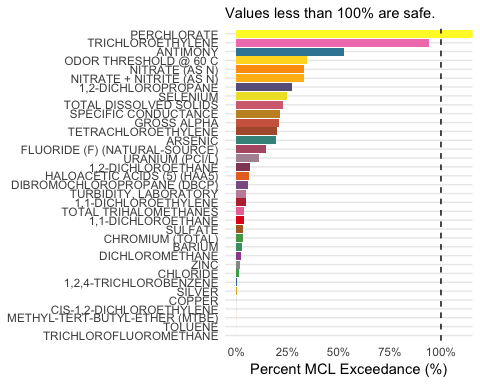 Values less than 100% are safe.
PERCHLORATE
TRICHLOROETHYLENE
ANTIMONY
ODOR THRESHOLD @ 60 C
NITRATE (AS N)
NITRATE + NITRITE (AS N)
1,2-DICHLOROPROPANE
SELENIUM
TOTAL DISSOLVED SOLIDS
SPECIFIC CONDUCTANCE
GROSS ALPHA
TETRACHLOROETHYLENE
ARSENIC
FLUORIDE (F) (NATURAL-SOURCE)
URANIUM (PCI/L)
1,2-DICHLOROETHANE
HALOACETIC ACIDS (5) (HAA5)
DIBROMOCHLOROPROPANE (DBCP)
TURBIDITY, LABORATORY
1,1-DICHLOROETHYLENE
TOTAL TRIHALOMETHANES
1,1-DICHLOROETHANE
SULFATE
CHROMIUM (TOTAL)
BARIUM
DICHLOROMETHANE
ZINC
CHLORIDE
1,2,4-TRICHLOROBENZENE
SILVER
COPPER
CIS-1,2-DICHLOROETHYLENE
METHYL-TERT-BUTYL-ETHER (MTBE)
TOLUENE
TRICHLOROFLUOROMETHANE
0% 25% 50% 75% 100%
Percent MCL Exceedance (%)